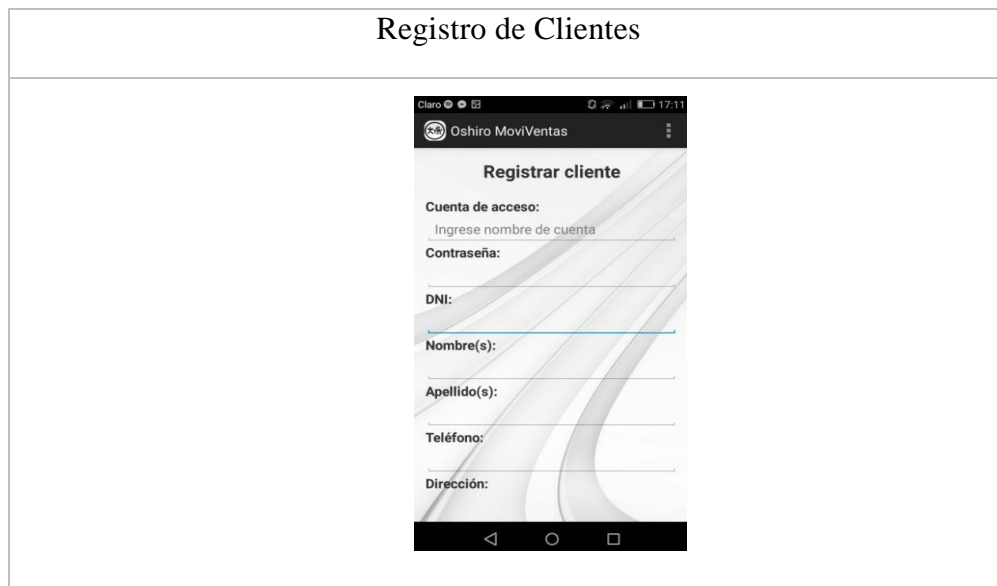 Registro de Clientes
Claro 17:11
Oshiro MoviVentas
Registrar cliente
Cuenta de acceso:
Ingrese nombre de cuenta
Contraseña:
DNI:
Nombre(s):
Apellido(s):
Teléfono:
Dirección: